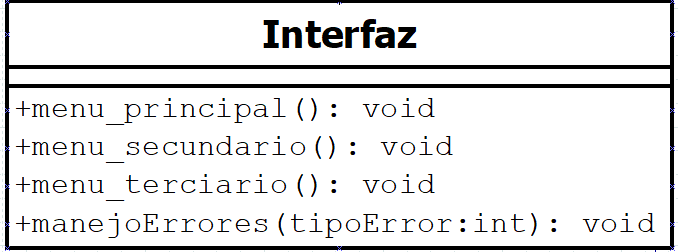 Interfaz
+menu_principal(): void
+menu_secundario(): void
+menu_terciario(): void
+manejoErrores(tipoError:int): void